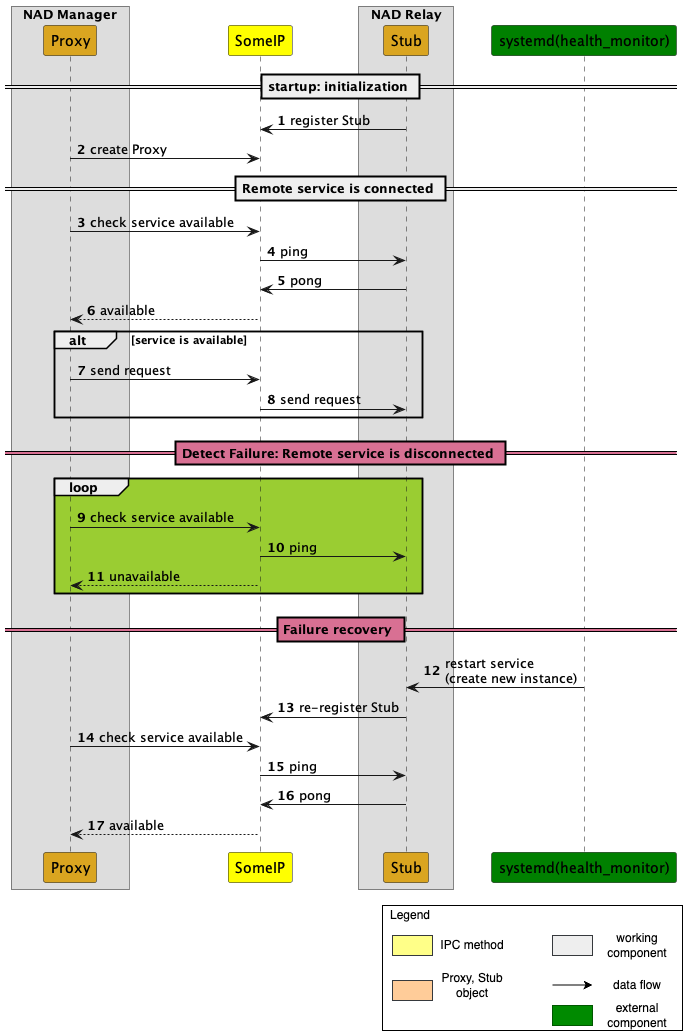 NAD Manager
NAD Relay
Proxy
SomeIP
Stub
systemd(health_monitor)
startup: initialization
1 register Stub
2 create Proxy
Remote service is connected
3 check service available
4 ping
5 pong
6 available
alt
[service is available]
7 send request
8 send request
Detect Failure: Remote service is disconnected
loop
9 check service available
10 ping
11 unavailable
Failure recovery
12 restart service
(create new instance)
13 re-register Stub
14 check service available
15 ping
16 pong
17 available
Proxy
SomeIP
Stub
systemd(health_monitor)
Legend
IPC method
working
component
Proxy, Stub
object
data flow
external
component